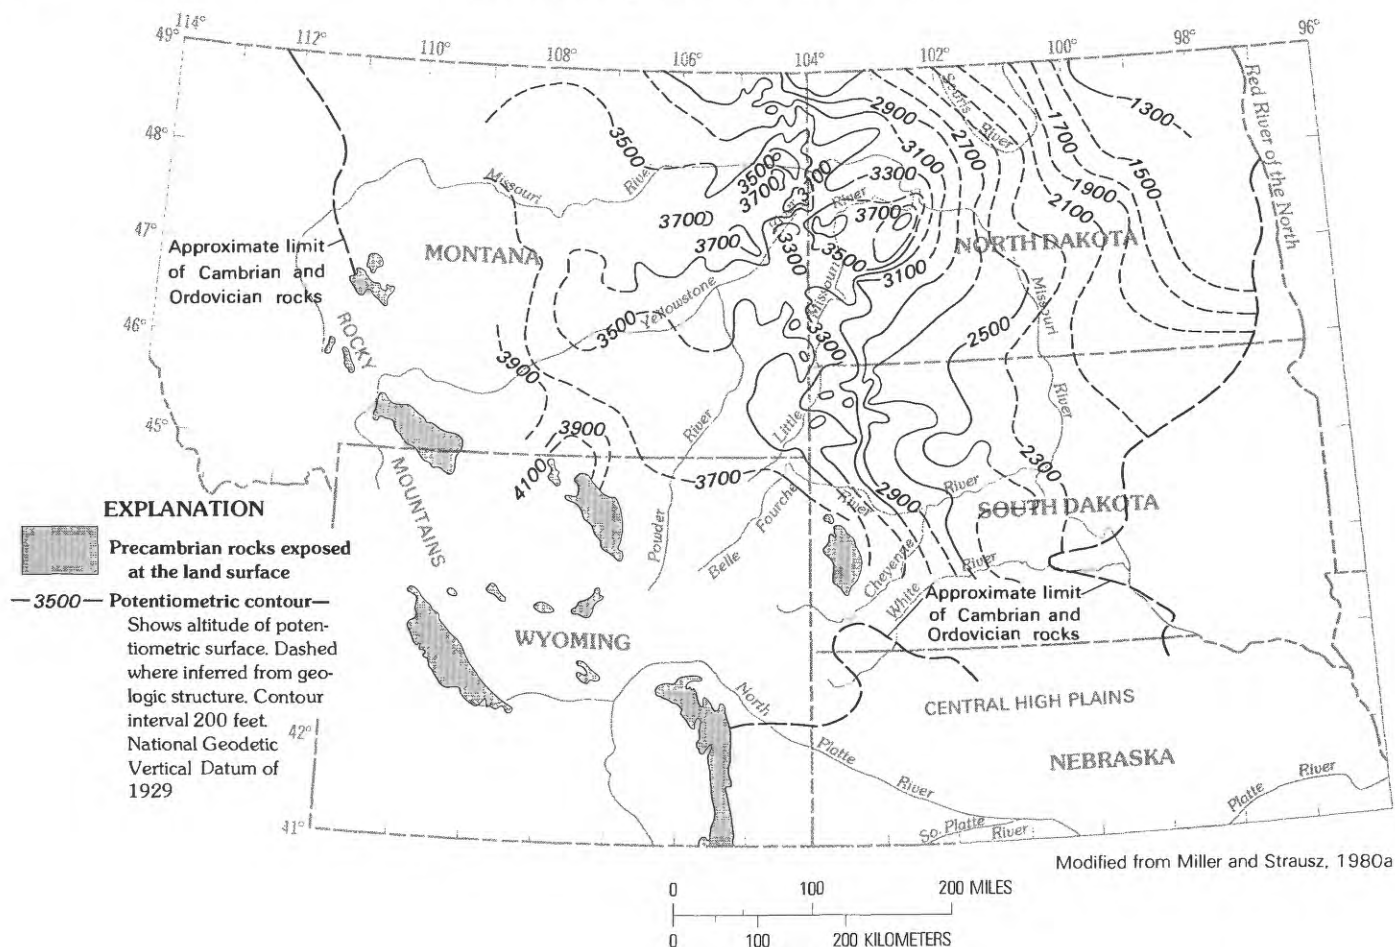 114°
49°
112°
110°
108°
106°
104°
102°
100°
98°
96°
48°
47°
46°
45°
42°
41°
3500
2900
2700
3100
3300
1700
1300
1500
1900
2100
Souris River
Red River of the North
Missouri
River
3500
3700
3700
3700
3300
River
3700
3500
3100
3300
Approximate limit
of Cambrian and
Ordovician rocks
MONTANA
NORTH DAKOTA
ROCKY
MOUNTAINS
Yellowstone
3500
Missouri
3300
2500
Missouri
River
3900
3900
4100
3700
River
Powder
Little
Belle Fourche
River
2900
River
2300
SOUTH DAKOTA
Cheyenne
White
River
Approximate limit
of Cambrian and
Ordovician rocks
EXPLANATION
Precambrian rocks exposed
at the land surface
—3500— Potentiometric contour—
Shows altitude of poten-
tiometric surface. Dashed
where inferred from geo-
logic structure. Contour
interval 200 feet.
National Geodetic
Vertical Datum of
1929
WYOMING
North
Platte
River
CENTRAL HIGH PLAINS
NEBRASKA
So. Platte
River
Platte River
Modified from Miller and Strausz, 1980a
0 100 200 MILES
0 100 200 KILOMETERS